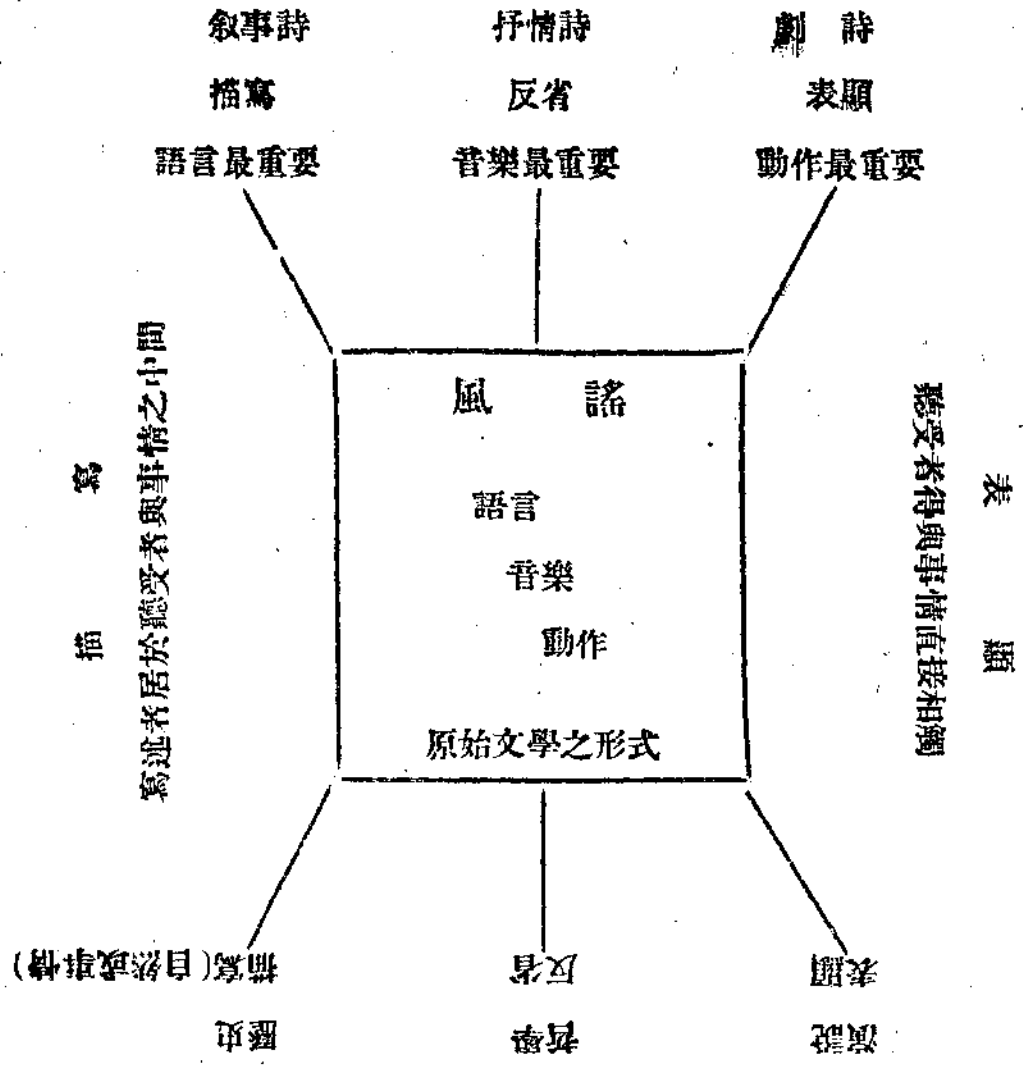 叙事詩
描寫
語言最重要
抒情詩
反省
音樂最重要
劇詩
表顯
動作最重要
描寫
寫述者居於聽受者與事情之中間
風謠
語言
音樂
動作
原始文學之形式
表顯
聽受者得與事情直接相觸
描寫(自然或事情)
歷史
反省
哲學
表顯
演說